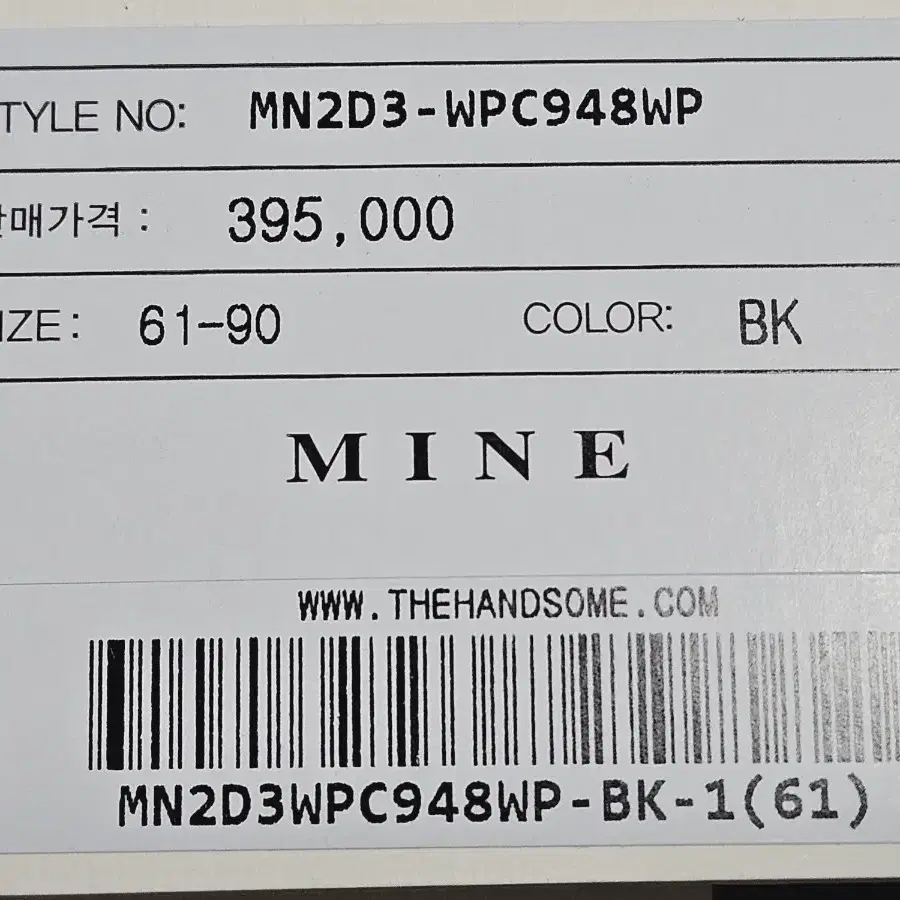 TYLE NO: MN2D3-WPC948WP
판매가격 : 395,000
IZE: 61-90 COLOR: BK
MINE
WWW.THEHANDSOME.COM
MN2D3WPC948WP-BK-1(61)